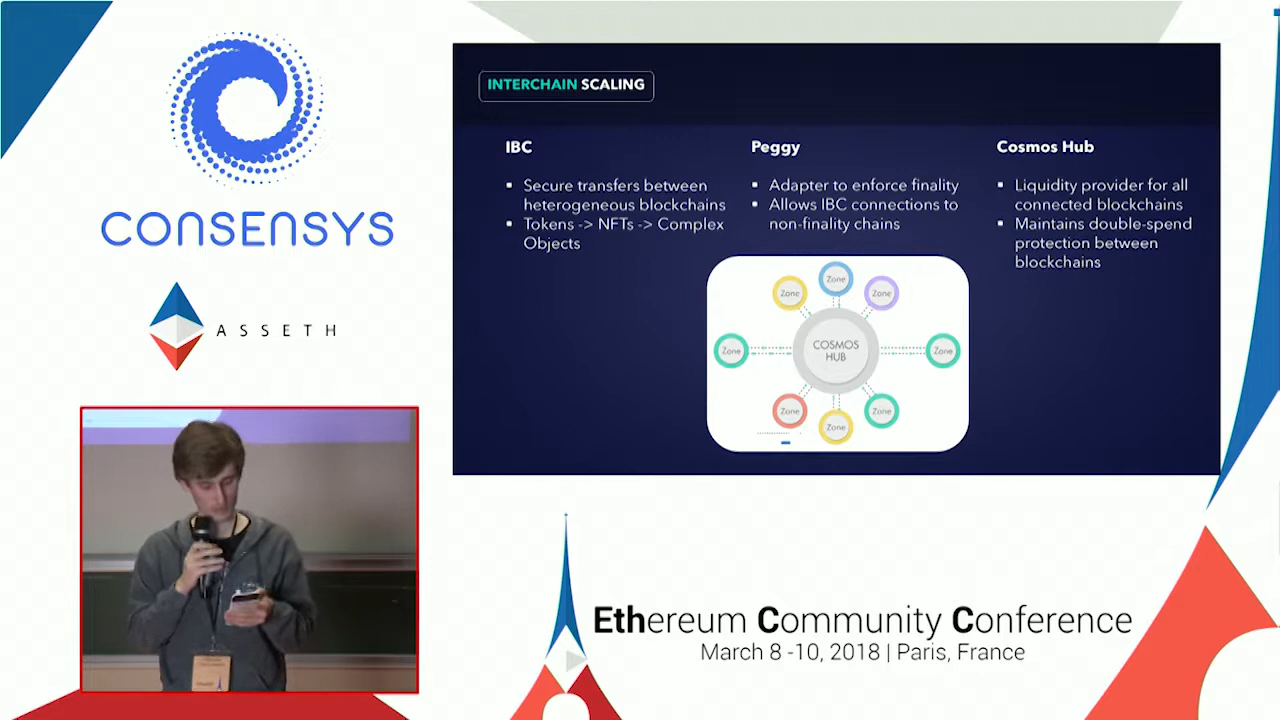 CONSENSYS
ASSETH
INTERCHAIN SCALING
IBC
▪ Secure transfers between
heterogeneous blockchains
▪ Tokens -> NFTs -> Complex
Objects
Peggy
▪ Adapter to enforce finality
▪ Allows IBC connections to
non-finality chains
Cosmos Hub
▪ Liquidity provider for all
connected blockchains
▪ Maintains double-spend
protection between
blockchains
Zone
Zone
Zone
Zone
COSMOS
HUB
Zone
Zone
Zone
Zone
Ethereum Community Conference
March 8 -10, 2018 | Paris, France